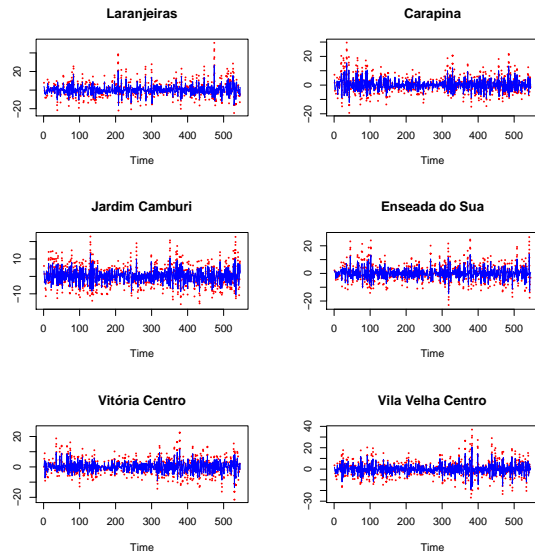 Laranjeiras
−20 0 20
0 100 200 300 400 500
Time
Carapina
−20 0 20
0 100 200 300 400 500
Time
Jardim Camburi
−10 0 10
0 100 200 300 400 500
Time
Enseada do Sua
−20 0 20
0 100 200 300 400 500
Time
Vitória Centro
−20 0 20
0 100 200 300 400 500
Time
Vila Velha Centro
−30 0 20 40
0 100 200 300 400 500
Time